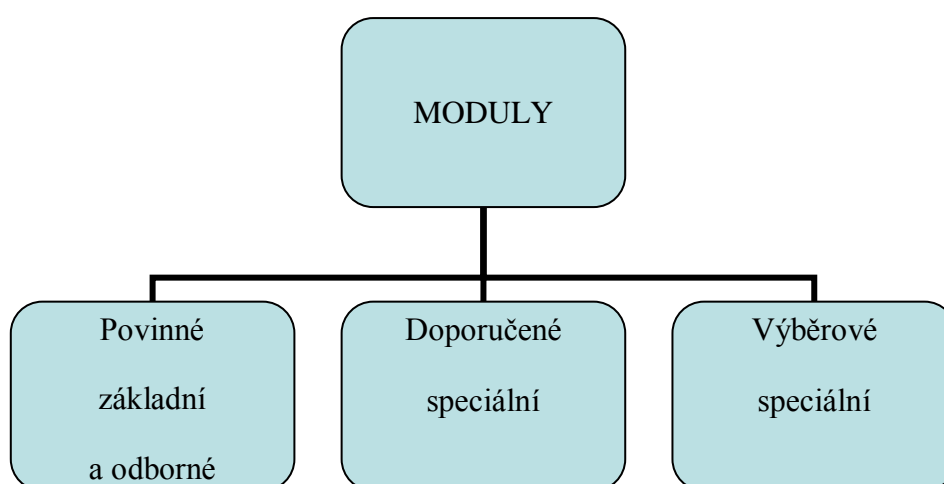 MODULY
Povinné
základní
a odborné
Doporučené
speciální
Výběrové
speciální